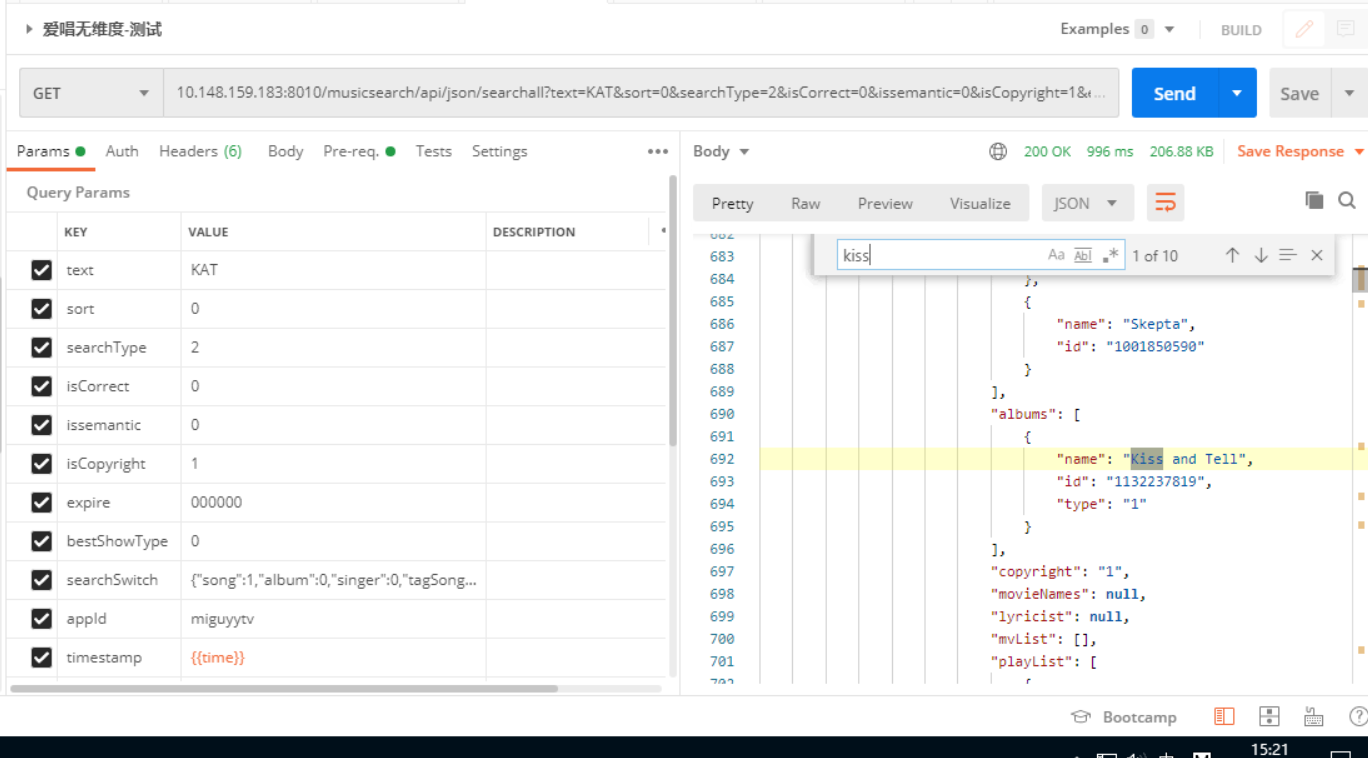 爱唱无维度-测试
Examples 0
BUILD
GET
10.148.159.183:8010/musicsearch/api/json/searchall?text=KAT&sort=0&searchType=2&isCorrect=0&issemantic=0&isCopyright=1&...
Send
Save
Params Auth Headers (6) Body Pre-req. Tests Settings
Body
200 OK 996 ms 206.88 KB Save Response
Query Params
Pretty Raw Preview Visualize JSON
KEY VALUE DESCRIPTION
kiss Aa Abl .* 1 of 10
text KAT
sort 0
searchType 2
isCorrect 0
issemantic 0
isCopyright 1
expire 000000
bestShowType 0
searchSwitch {"song":1,"album":0,"singer":0,"tagSong...
appId miguyytv
timestamp {{time}}
682
683
684 },
685 {
686 "name": "Skepta",
687 "id": "1001850590"
688 }
689 ],
690 "albums": [
691 {
692 "name": "Kiss and Tell",
693 "id": "1132237819",
694 "type": "1"
695 }
696 ],
697 "copyright": "1",
698 "movieNames": null,
699 "lyricist": null,
700 "mvList": [],
701 "playList": [
702 {
Bootcamp
15:21